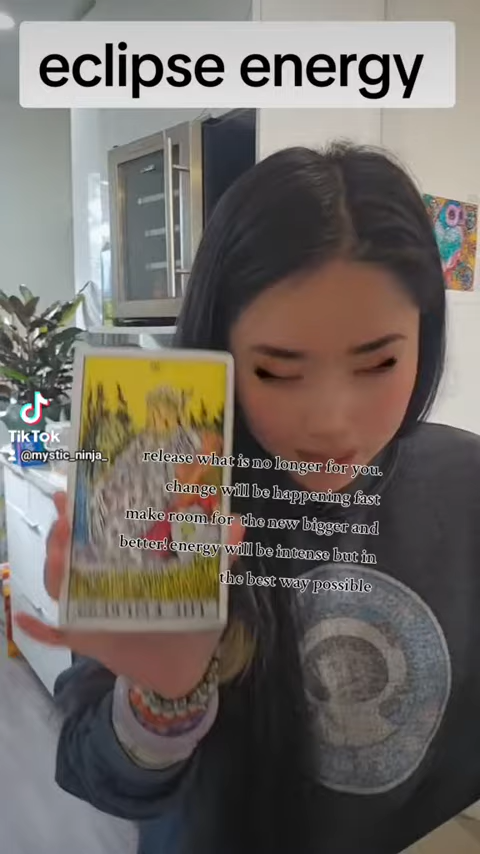 eclipse energy
TikTok
@mystic_ninja_
release what is no longer for you.
change will be happening fast
make room for the new bigger and
better! energy will be intense but in
the best way possible